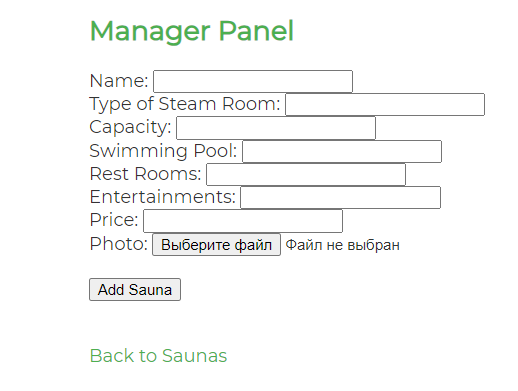 Manager Panel
Name:
Type of Steam Room:
Capacity:
Swimming Pool:
Rest Rooms:
Entertainments:
Price:
Photo: Выберите файл Файл не выбран
Add Sauna
Back to Saunas